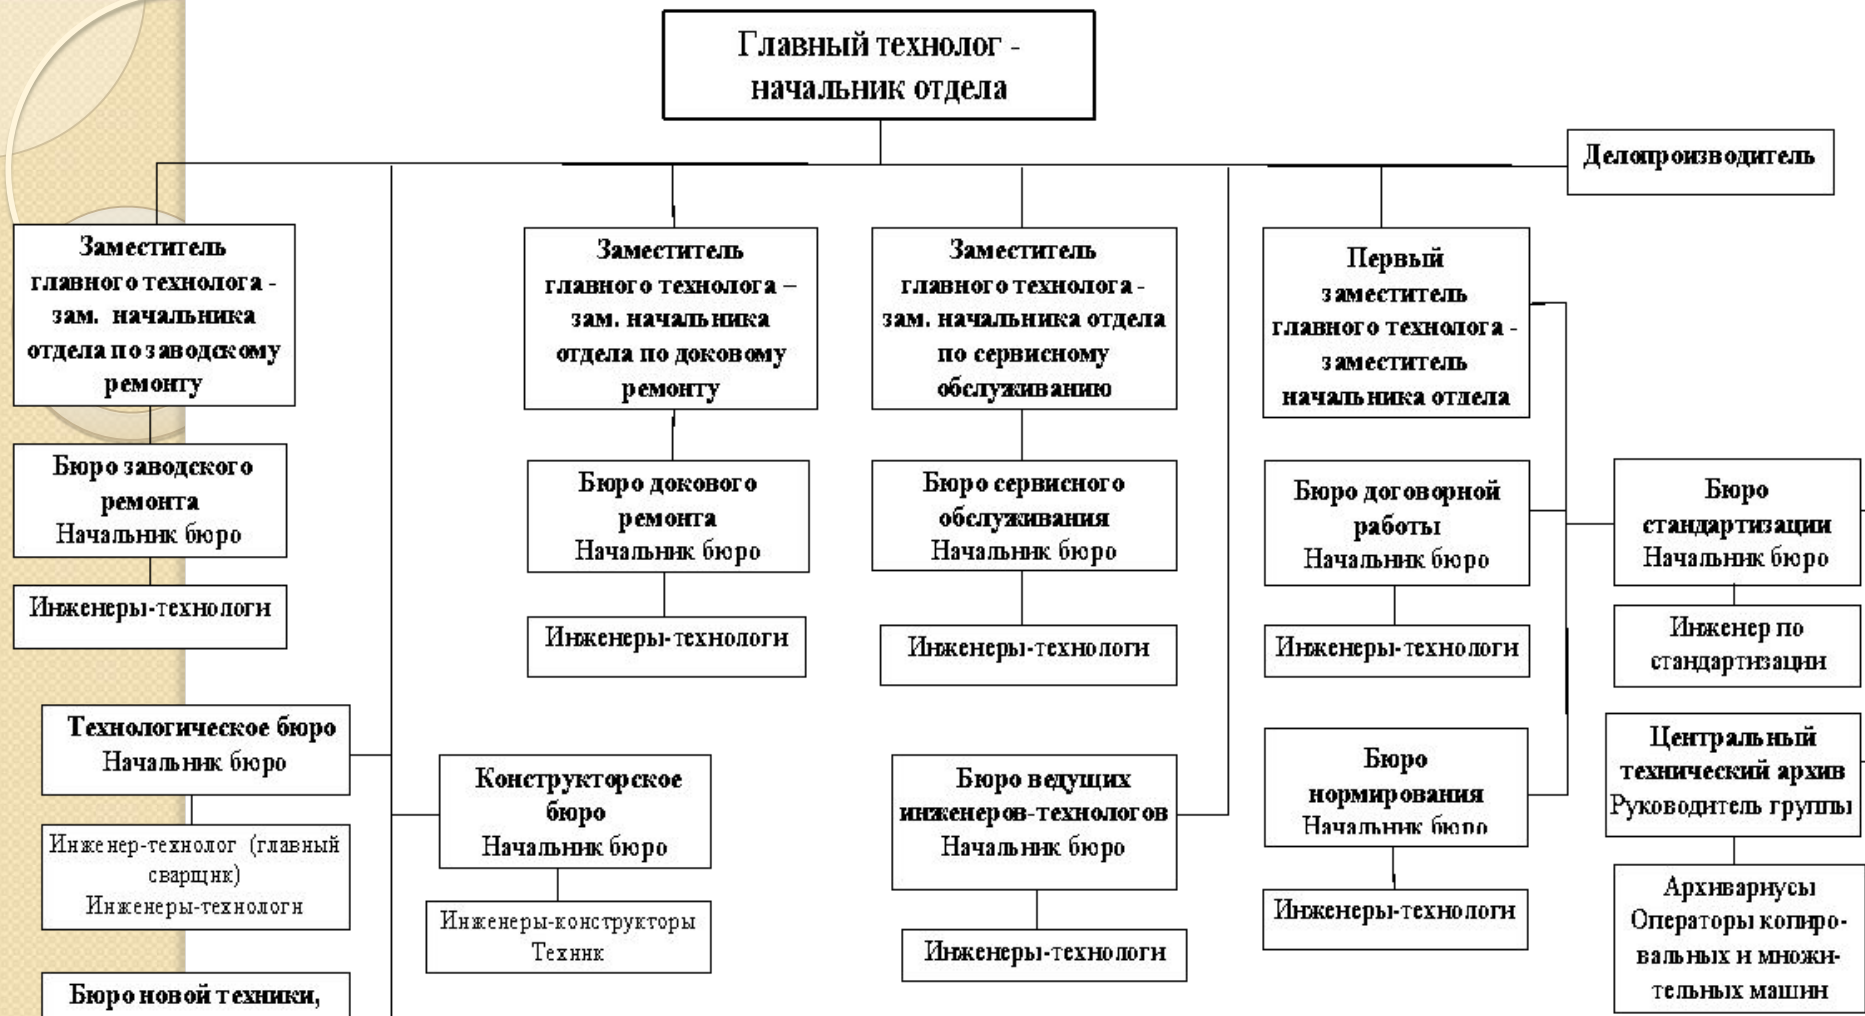 Главный технолог -
начальник отдела
Делопроизводитель
Заместитель
главного технолога -
зам. начальника
отдела по заводскому
ремонту
Заместитель
главного технолога –
зам. начальника
отдела по доковому
ремонту
Заместитель
главного технолога -
зам. начальника отдела
по сервисному
обслуживанию
Первый
заместитель
главного технолога -
заместитель
начальника отдела
Бюро заводского
ремонта
Начальник бюро
Бюро докового
ремонта
Начальник бюро
Бюро сервисного
обслуживания
Начальник бюро
Бюро договорной
работы
Начальник бюро
Бюро
стандартизации
Начальник бюро
Инженеры-технологи
Инженеры-технологи
Инженеры-технологи
Инженеры-технологи
Инженер по
стандартизации
Технологическое бюро
Начальник бюро
Конструкторское
бюро
Начальник бюро
Бюро ведущих
инженеров-технологов
Начальник бюро
Бюро
нормирования
Начальник бюро
Центральный
технический архив
Руководитель группы
Инженер-технолог (главный
сварщик)
Инженеры-технологи
Инженеры-конструкторы
Техник
Инженеры-технологи
Инженеры-технологи
Архивариусы
Операторы копиро-
вальных и множи-
тельных машин
Бюро новой техники,